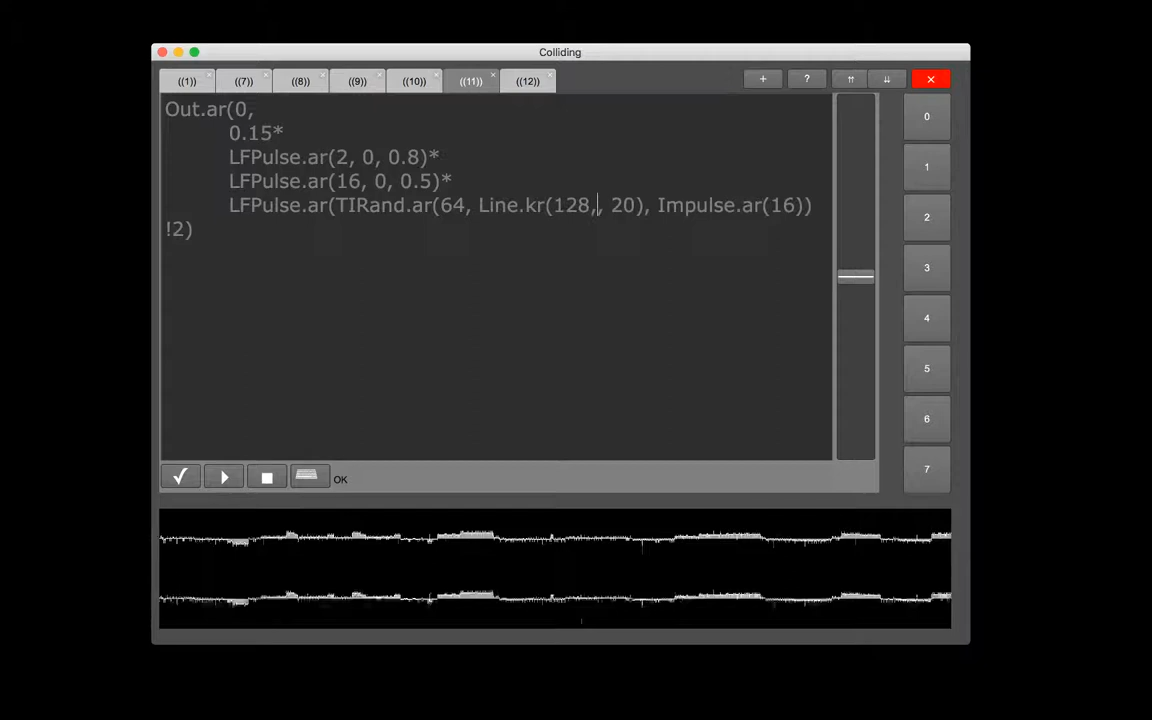 Colliding
((1)) ((7)) ((8)) ((9)) ((10)) ((11)) ((12)) + ?
Out.ar(0,
0.15*
LFPulse.ar(2, 0, 0.8)*
LFPulse.ar(16, 0, 0.5)*
LFPulse.ar(TIRand.ar(64, Line.kr(128,, 20), Impulse.ar(16))
!2)
OK
0
1
2
3
4
5
6
7